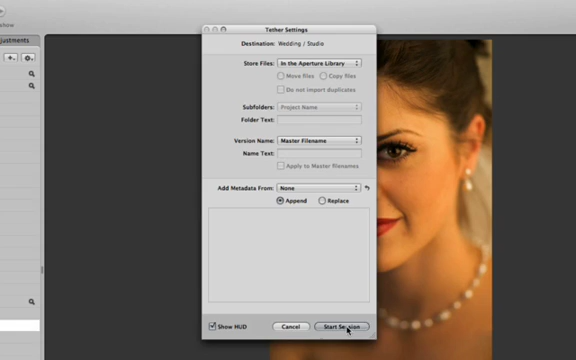 how
justments
Tether Settings
Destination: Wedding / Studio
Store Files: In the Aperture Library
Move files Copy files
Do not import duplicates
Subfolders: Project Name
Folder Text:
Version Name: Master Filename
Name Text:
Apply to Master filenames
Add Metadata From: None
Append Replace
Show HUD Cancel Start Session